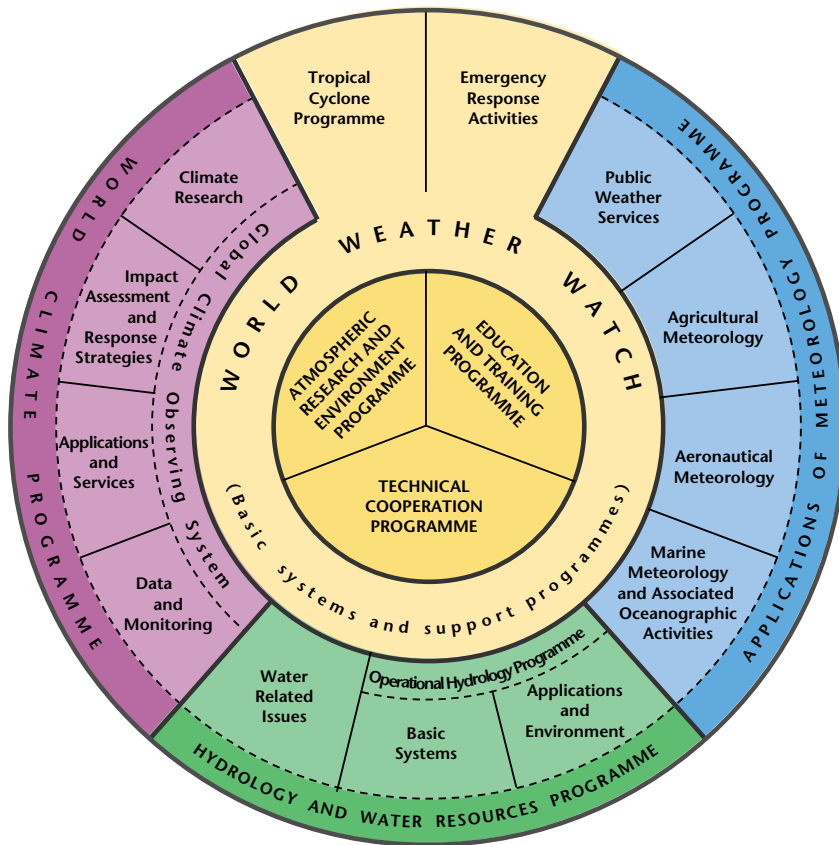 Tropical
Cyclone
Programme
Emergency
Response
Activities
WORLD CLIMATE PROGRAMME
Climate
Research
Impact
Assessment and
Response
Strategies
Applications
and
Services
Data
and
Monitoring
Global Climate Observing System
WORLD WEATHER WATCH
(Basic systems and support programmes)
ATMOSPHERIC
RESEARCH AND
ENVIRONMENT
PROGRAMME
EDUCATION
AND TRAINING
PROGRAMME
TECHNICAL
COOPERATION
PROGRAMME
APPLICATIONS OF METEOROLOGY PROGRAMME
Public
Weather
Services
Agricultural
Meteorology
Aeronautical
Meteorology
Marine
Meteorology
and Associated
Oceanographic
Activities
Operational Hydrology Programme
Water
Related
Issues
Basic
Systems
Applications
and
Environment
HYDROLOGY AND WATER RESOURCES PROGRAMME